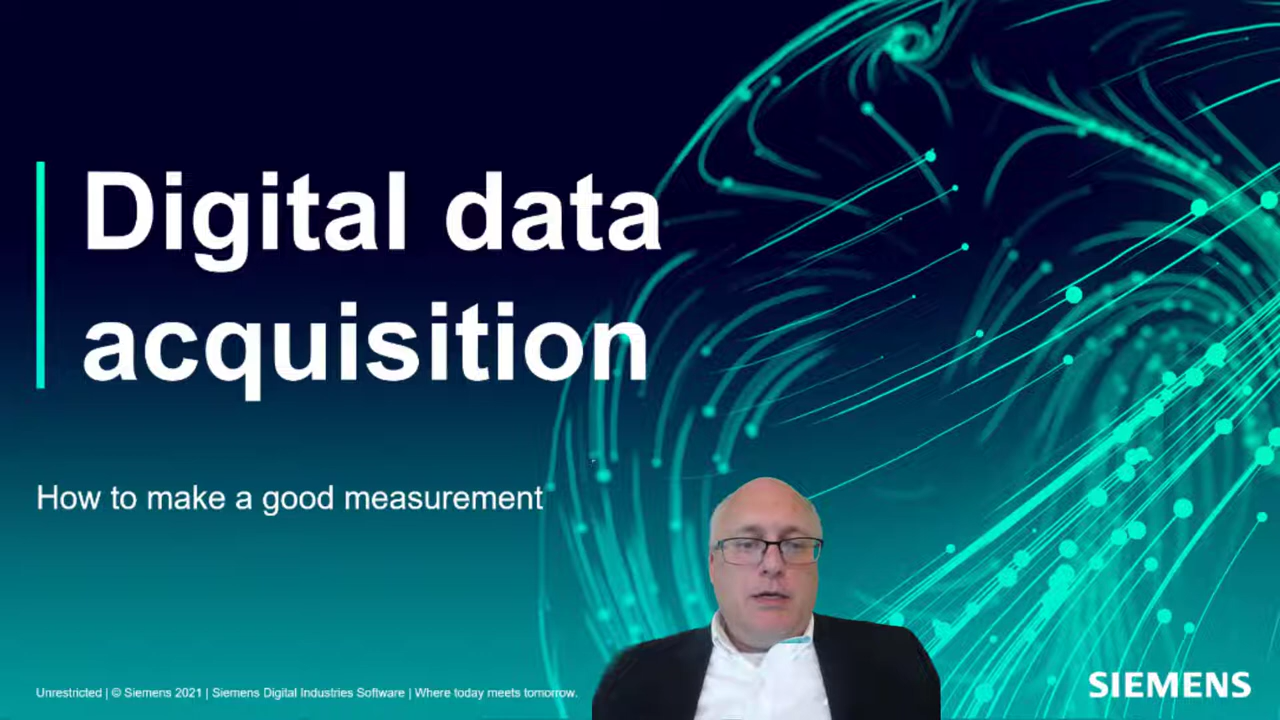 Digital data
acquisition
How to make a good measurement
Unrestricted | © Siemens 2021 | Siemens Digital Industries Software | Where today meets tomorrow.
SIEMENS